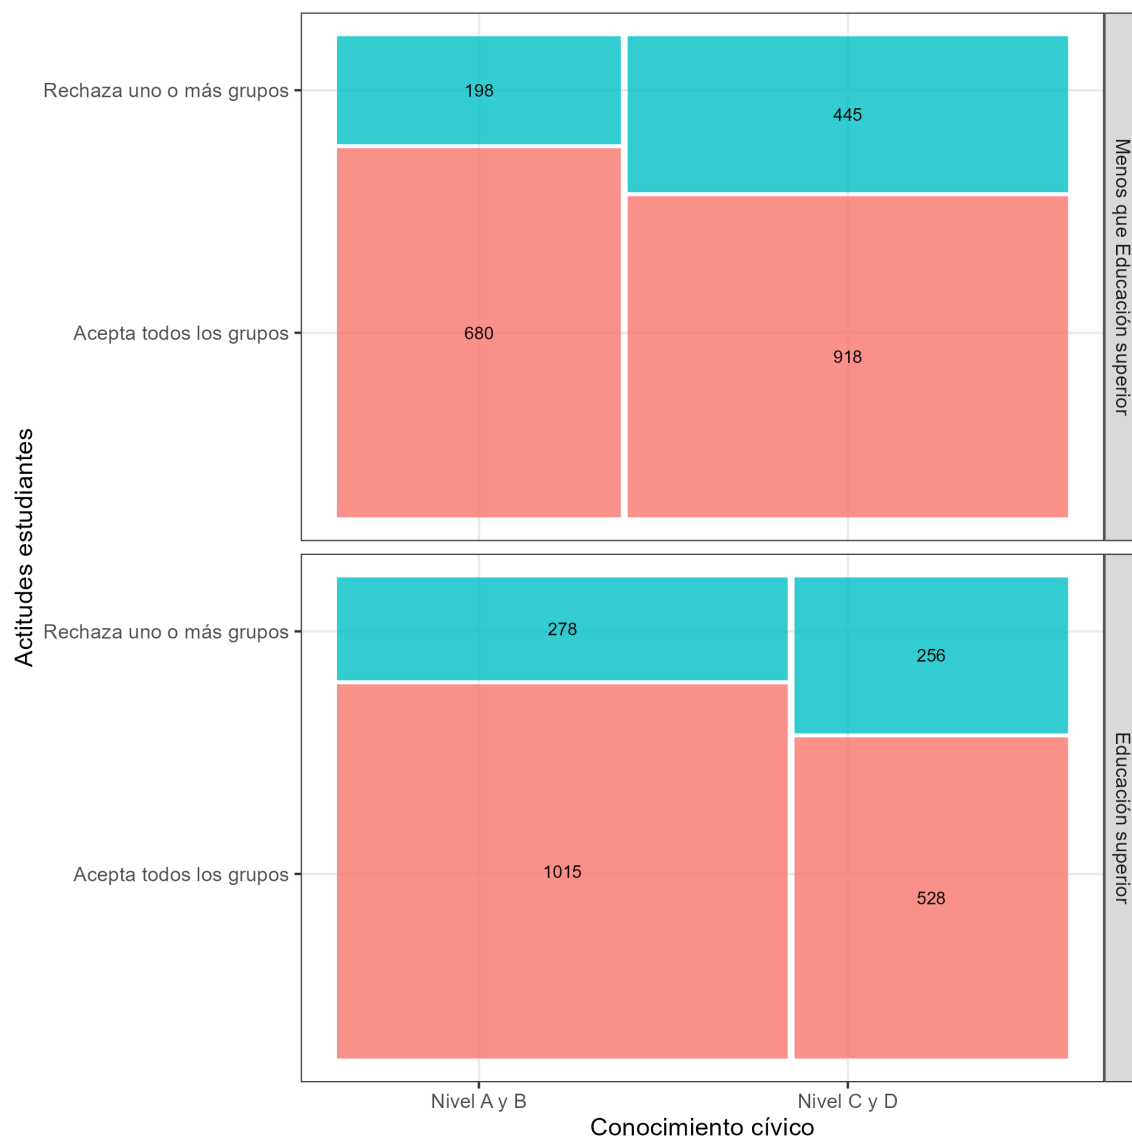 Rechaza uno o más grupos
198
445
Acepta todos los grupos
680
918
Menos que Educación superior
Actitudes estudiantes
Rechaza uno o más grupos
278
256
Acepta todos los grupos
1015
528
Educación superior
Nivel A y B
Nivel C y D
Conocimiento cívico